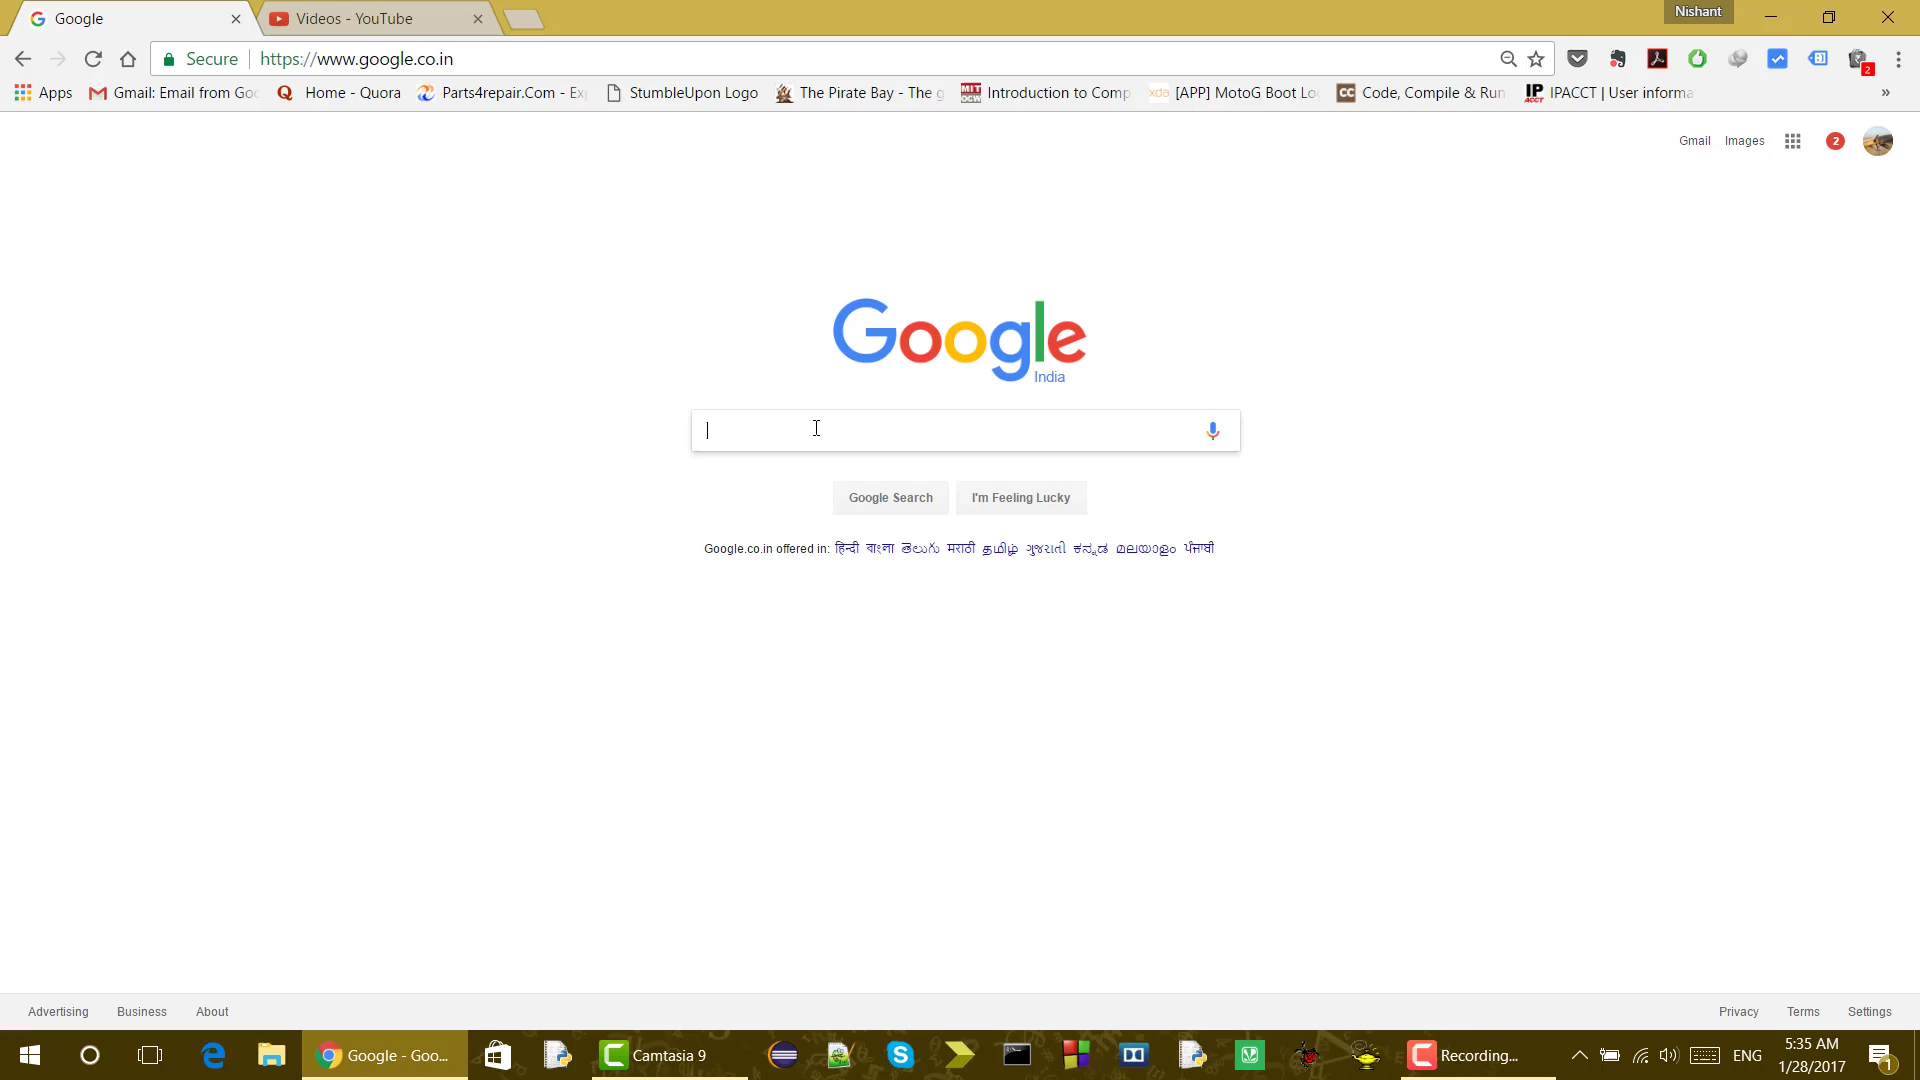 Google
Videos - YouTube
Nishant
Secure
https://www.google.co.in
2
Apps
Gmail: Email from Goo
Home - Quora
Parts4repair.Com - Ex
StumbleUpon Logo
The Pirate Bay - The g
Introduction to Comp
[APP] MotoG Boot Lo
CC Code, Compile & Run
IPACCT | User informa
»
Gmail
Images
2
Google
India
Google Search
I'm Feeling Lucky
Google.co.in offered in: हिन्दी বাংলা తెలుగు मराठी தமிழ் ગુજરાતી ಕನ್ನಡ മലയാളം ਪੰਜਾਬੀ
Advertising
Business
About
Privacy
Terms
Settings
Google - Goo...
Camtasia 9
Recording...
ENG
5:35 AM
1/28/2017
1